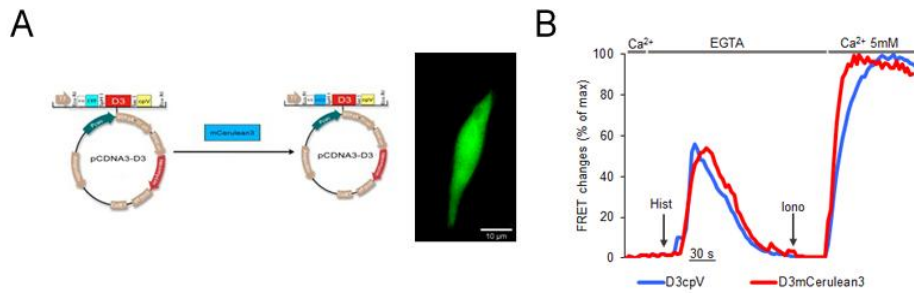 A
D3
cpV
pCDNA3-D3
mCerulean3
D3
cpV
pCDNA3-D3
10 μm
B
Ca2+
EGTA
Ca2+ 5mM
FRET changes (% of max)
100
80
60
40
20
0
Hist
Iono
30 s
D3cpV
D3mCerulean3